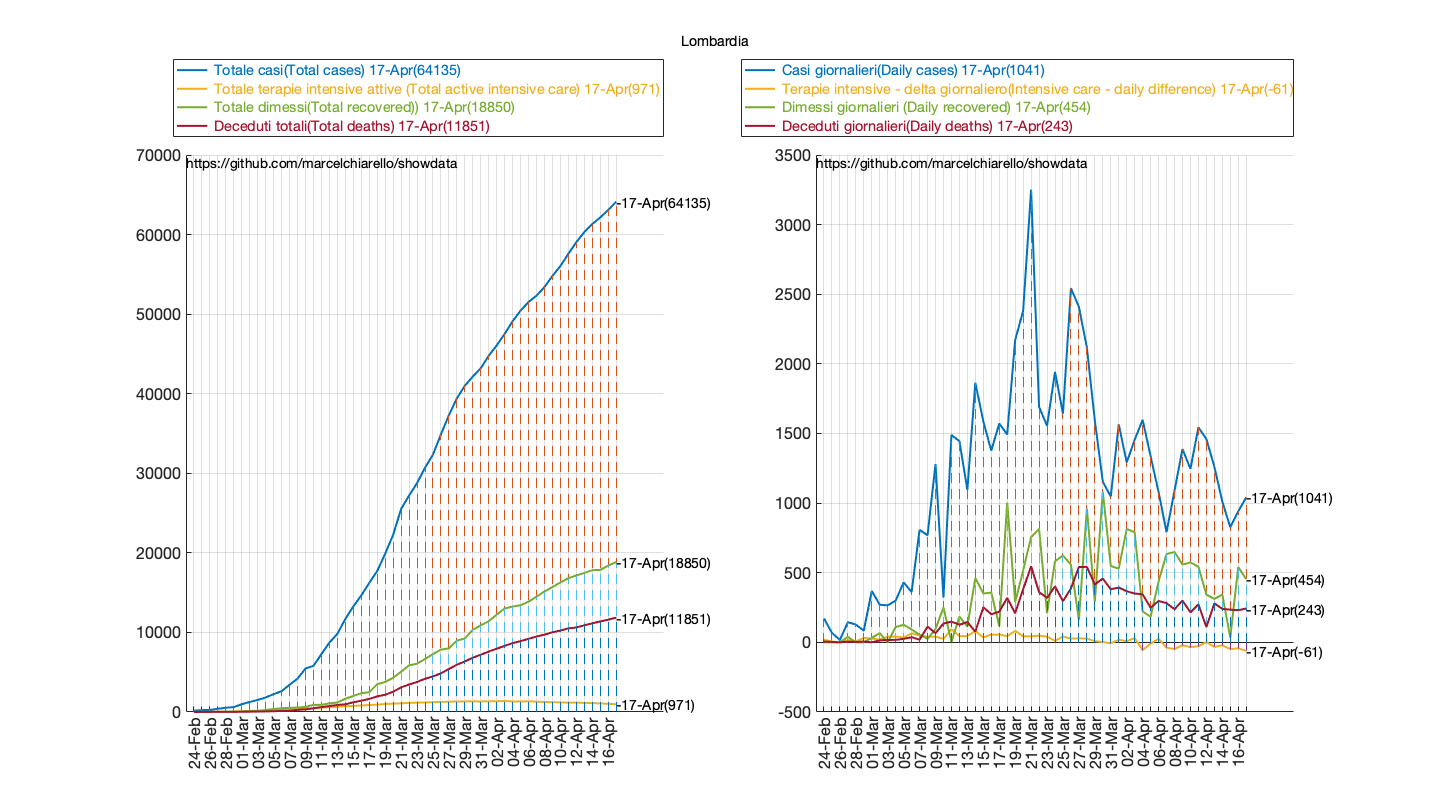 Lombardia
Totale casi(Total cases) 17-Apr(64135)
Totale terapie intensive attive (Total active intensive care) 17-Apr(971)
Totale dimessi(Total recovered)) 17-Apr(18850)
Deceduti totali(Total deaths) 17-Apr(11851)
70000
60000
50000
40000
30000
20000
10000
0
https://github.com/marcelchiarello/showdata
-17-Apr(64135)
-17-Apr(18850)
-17-Apr(11851)
-17-Apr(971)
24-Feb
26-Feb
28-Feb
01-Mar
03-Mar
05-Mar
07-Mar
09-Mar
11-Mar
13-Mar
15-Mar
17-Mar
19-Mar
21-Mar
23-Mar
25-Mar
27-Mar
29-Mar
31-Mar
02-Apr
04-Apr
06-Apr
08-Apr
10-Apr
12-Apr
14-Apr
16-Apr
Casi giornalieri(Daily cases) 17-Apr(1041)
Terapie intensive - delta giornaliero(Intensive care - daily difference) 17-Apr(-61)
Dimessi giornalieri (Daily recovered) 17-Apr(454)
Deceduti giornalieri(Daily deaths) 17-Apr(243)
3500
3000
2500
2000
1500
1000
500
0
-500
https://github.com/marcelchiarello/showdata
-17-Apr(1041)
-17-Apr(454)
-17-Apr(243)
-17-Apr(-61)
24-Feb
26-Feb
28-Feb
01-Mar
03-Mar
05-Mar
07-Mar
09-Mar
11-Mar
13-Mar
15-Mar
17-Mar
19-Mar
21-Mar
23-Mar
25-Mar
27-Mar
29-Mar
31-Mar
02-Apr
04-Apr
06-Apr
08-Apr
10-Apr
12-Apr
14-Apr
16-Apr